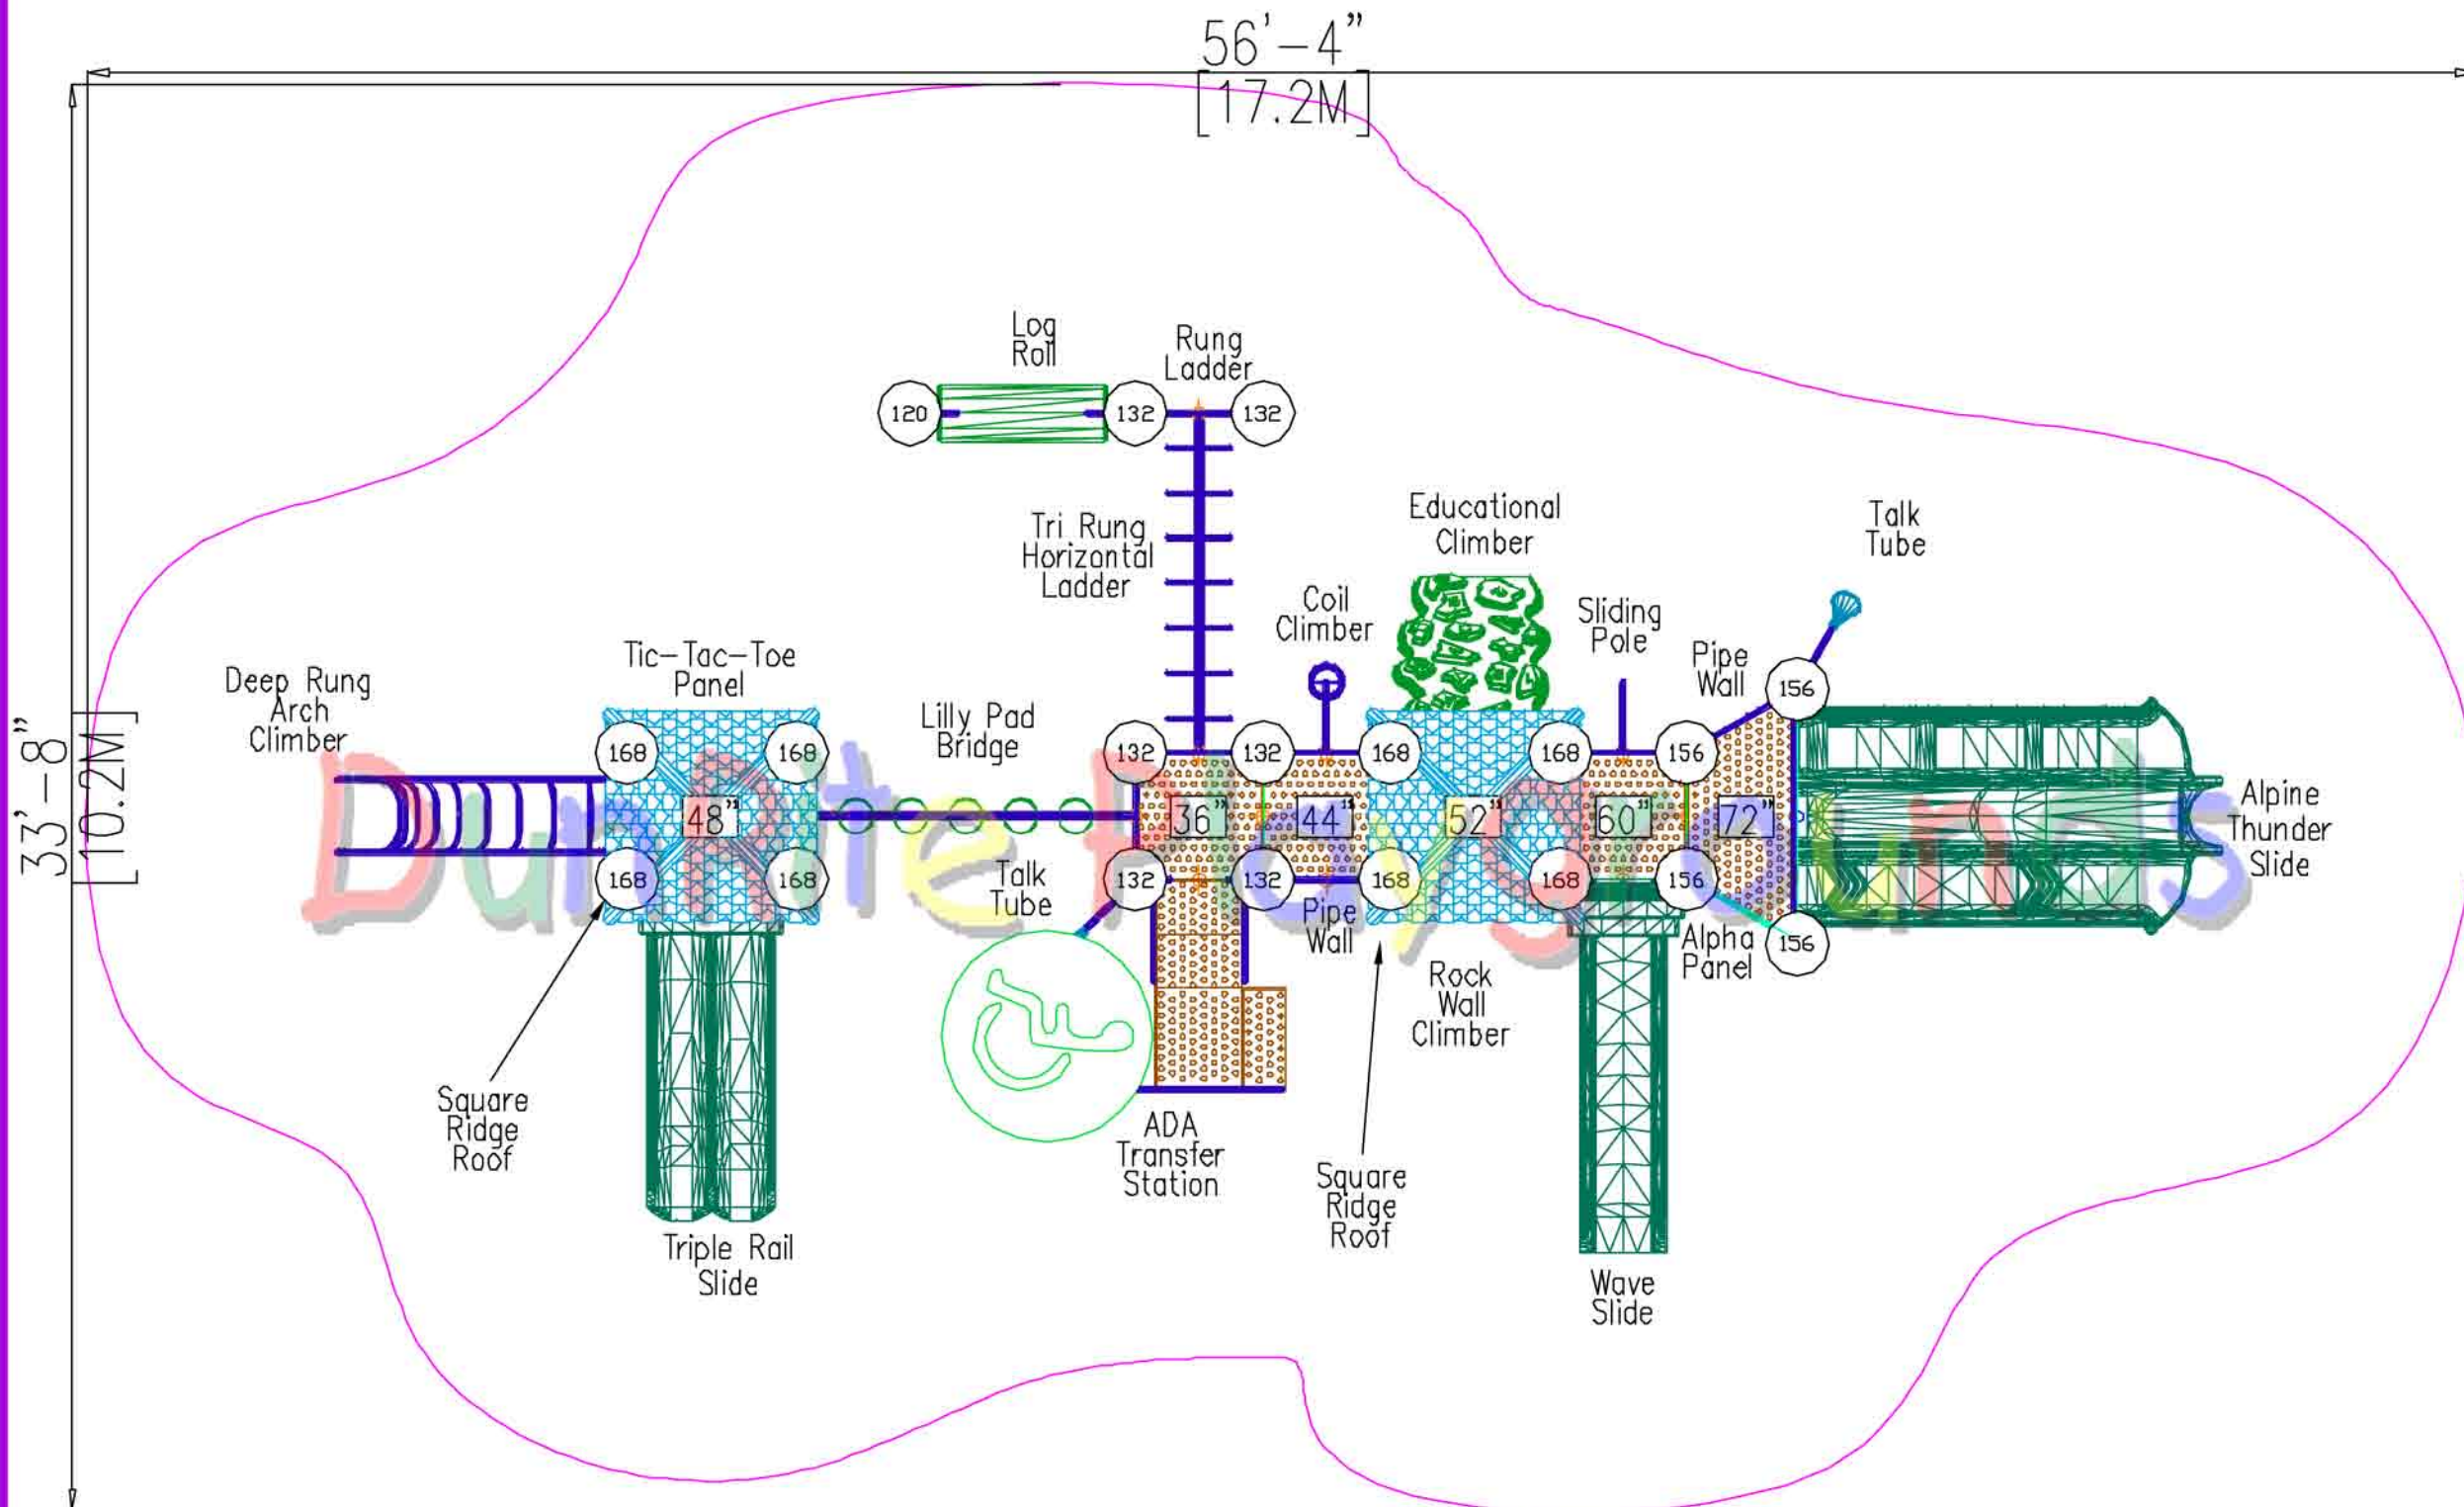 56'-4"
[17.2M]
33'-8"
[10.2M]
Log
Roll
Rung
Ladder
120
132
132
Tri Rung
Horizontal
Ladder
Educational
Climber
Talk
Tube
Coil
Climber
Sliding
Pole
Pipe
Wall
156
Deep Rung
Arch
Climber
Tic-Tac-Toe
Panel
Lilly Pad
Bridge
168
168
132
132
168
168
156
48"
36"
44"
52"
60"
72"
DunRite Playgrounds
Alpine
Thunder
Slide
168
168
132
132
168
168
156
156
Talk
Tube
Pipe
Wall
Alpha
Panel
Rock
Wall
Climber
Square
Ridge
Roof
ADA
Transfer
Station
Square
Ridge
Roof
Triple Rail
Slide
Wave
Slide